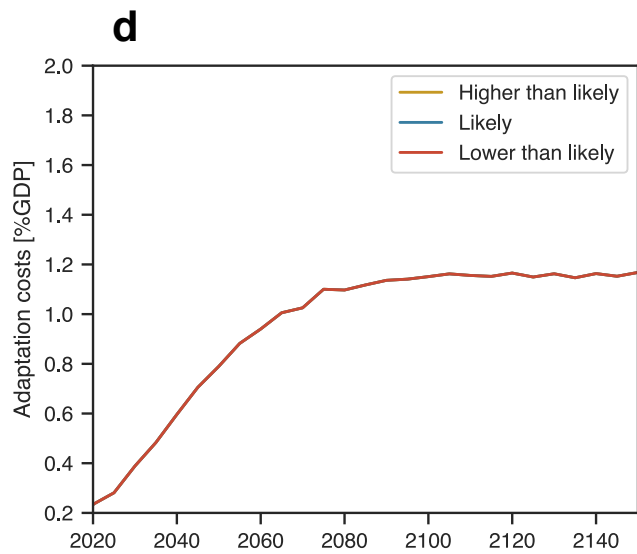 d
Adaptation costs [%GDP]
2.0
1.8
1.6
1.4
1.2
1.0
0.8
0.6
0.4
0.2
Higher than likely
Likely
Lower than likely
2020 2040 2060 2080 2100 2120 2140